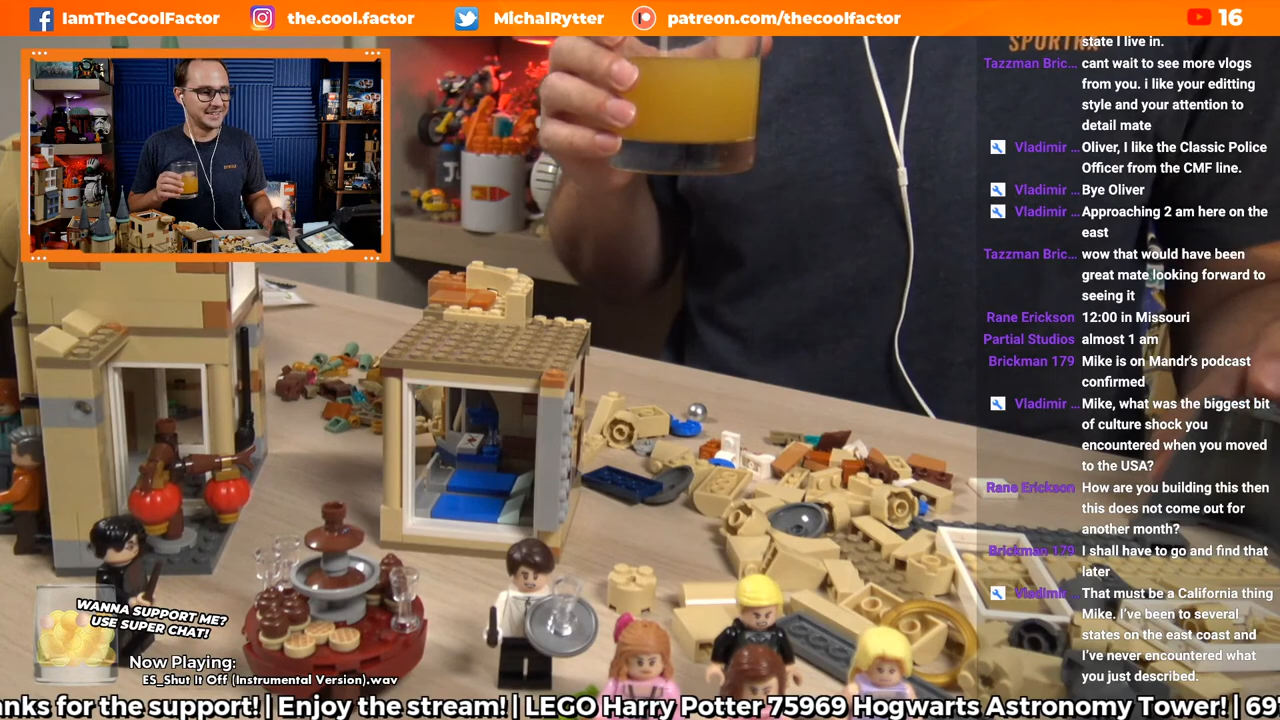 IamTheCoolFactor
the.cool.factor
MichalRytter
patreon.com/thecoolfactor
16
state I live in.
Tazzman Bric... cant wait to see more vlogs
from you. i like your editting
style and your attention to
detail mate
Vladimir ... Oliver, I like the Classic Police
Officer from the CMF line.
Vladimir ... Bye Oliver
Vladimir ... Approaching 2 am here on the
east
Tazzman Bric... wow that would have been
great mate looking forward to
seeing it
Rane Erickson 12:00 in Missouri
Partial Studios almost 1 am
Brickman 179 Mike is on Mandr's podcast
confirmed
Vladimir ... Mike, what was the biggest bit
of culture shock you
encountered when you moved
to the USA?
Rane Erickson How are you building this then
this does not come out for
another month?
Brickman 179 I shall have to go and find that
later
Vladimir ... That must be a California thing
Mike. I've been to several
states on the east coast and
I've never encountered what
you just described.
WANNA SUPPORT ME?
USE SUPER CHAT!
Now Playing:
ES_Shut It Off (Instrumental Version).wav
anks for the support! | Enjoy the stream! | LEGO Harry Potter 75969 Hogwarts Astronomy Tower! | 69